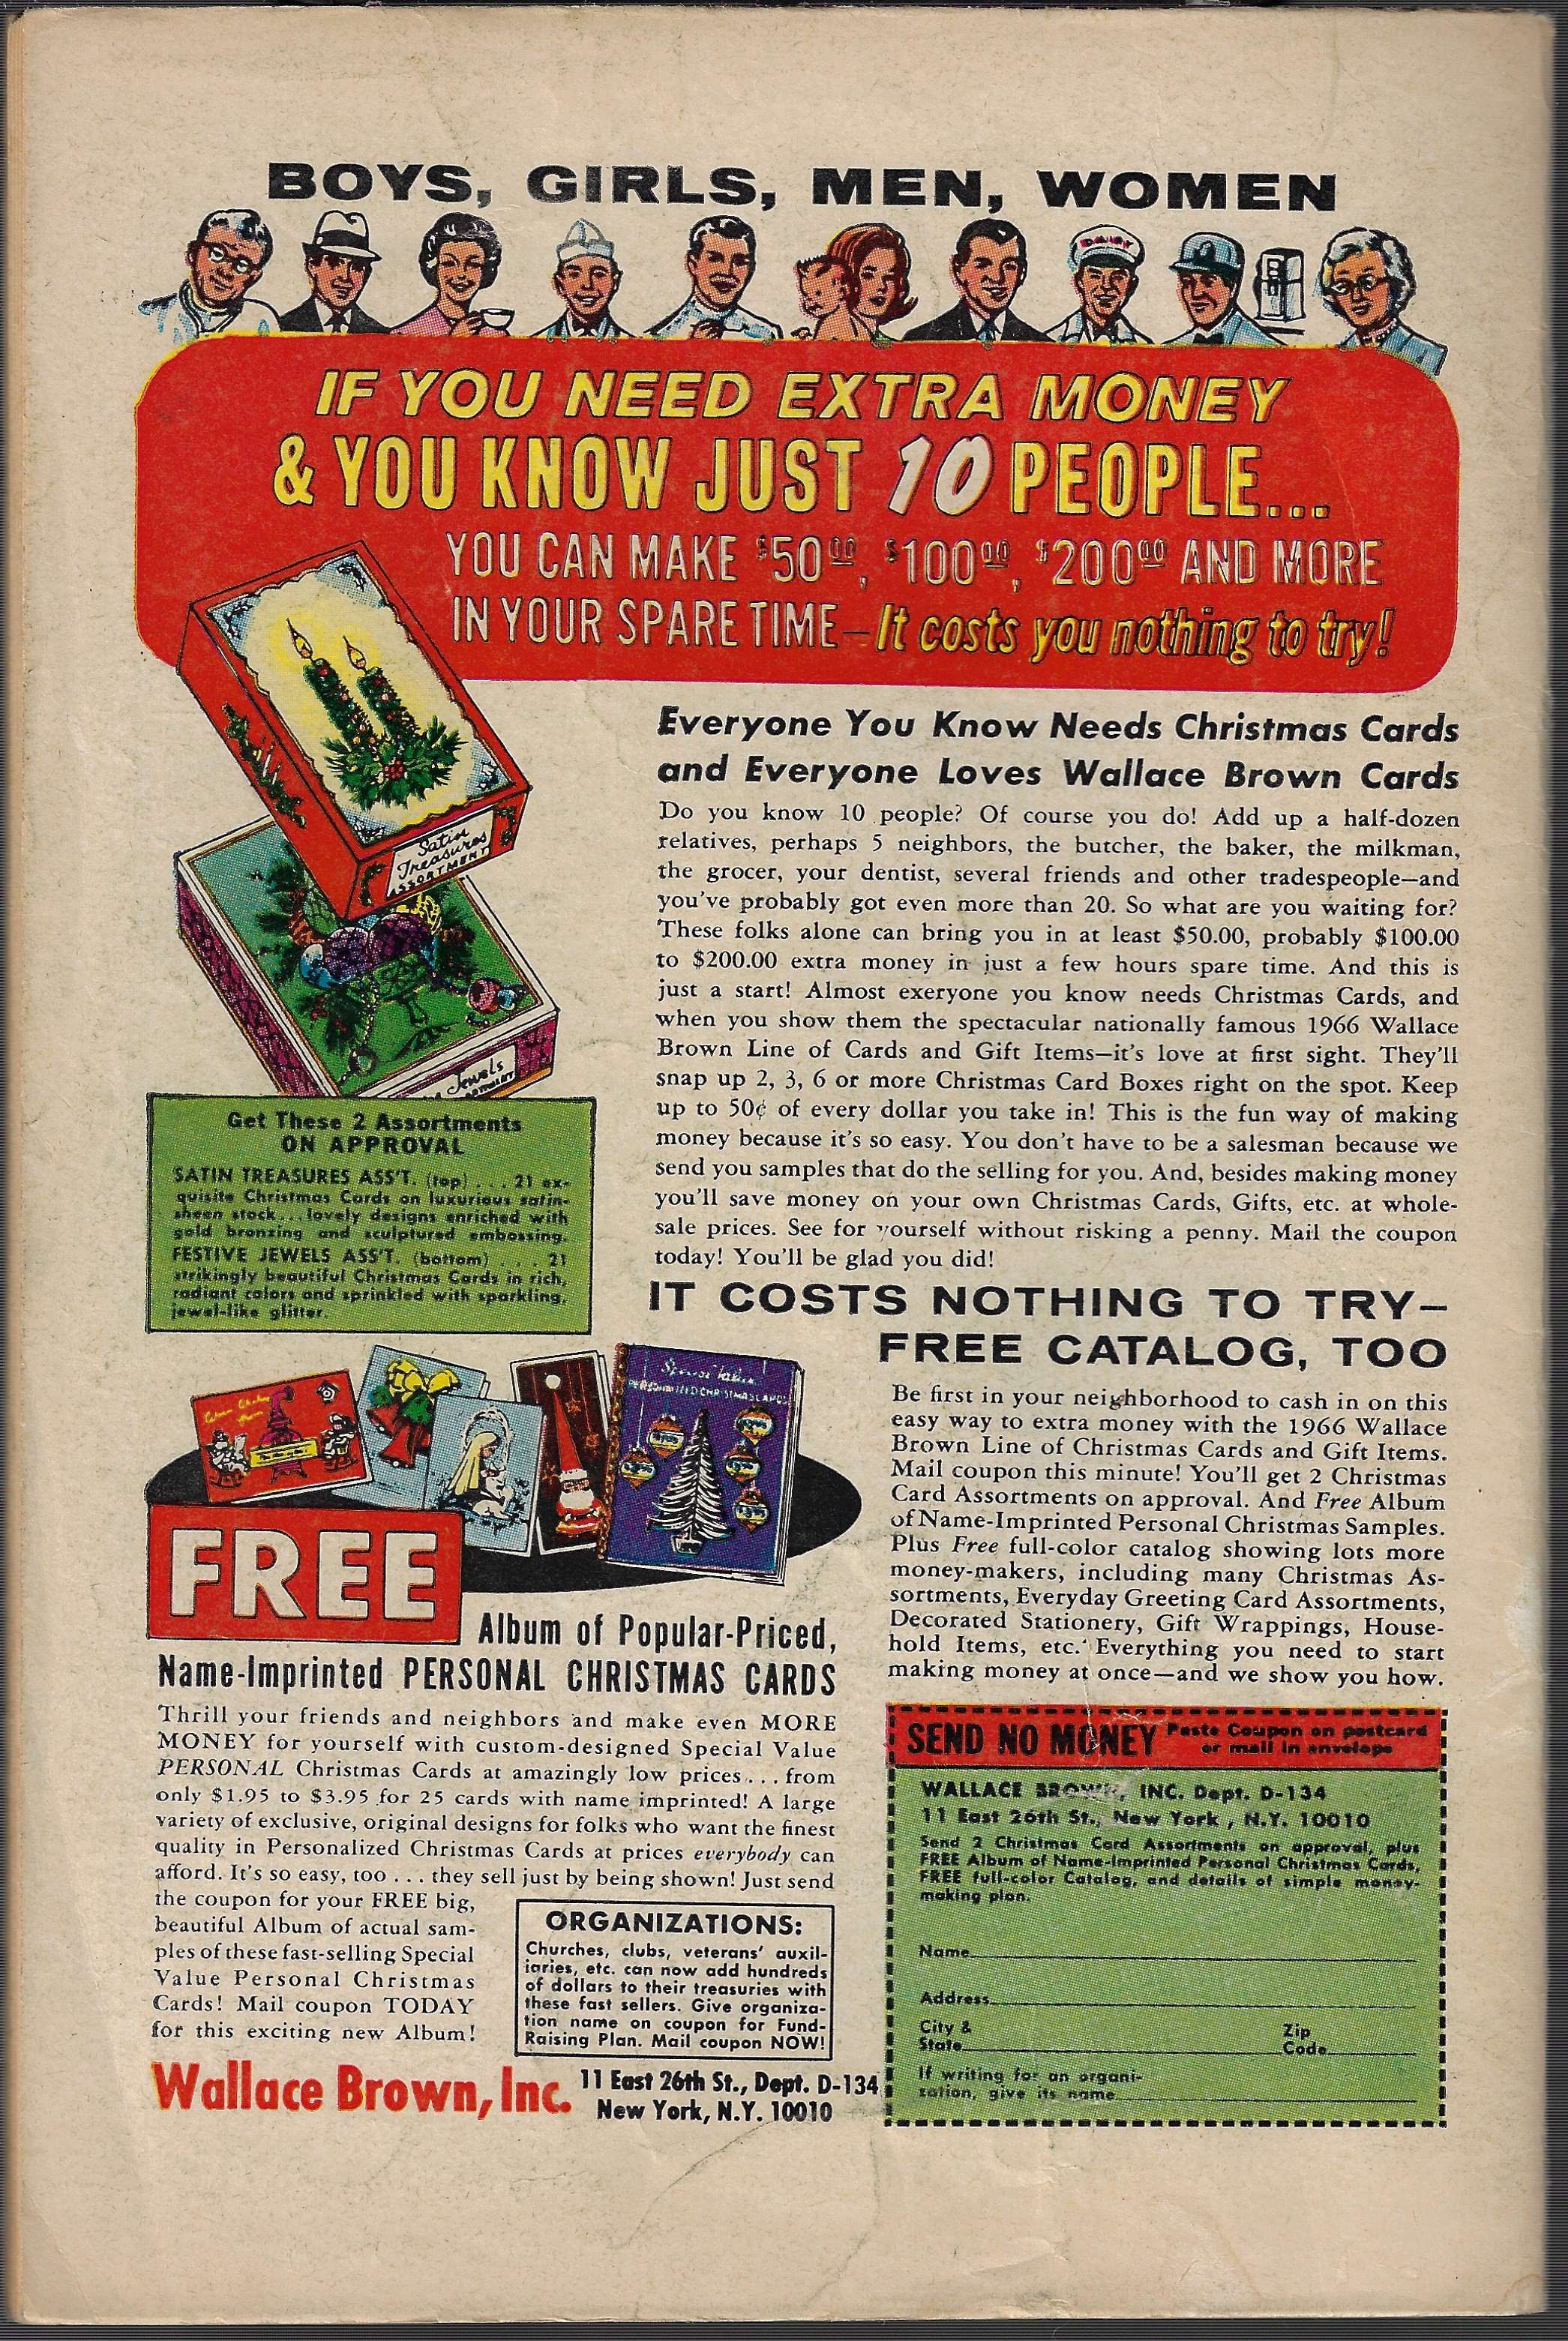 BOYS, GIRLS, MEN, WOMEN
DAIRY
IF YOU NEED EXTRA MONEY
& YOU KNOW JUST 10 PEOPLE...
YOU CAN MAKE $50.00, $100.00, $200.00 AND MORE
IN YOUR SPARE TIME—It costs you nothing to try!
Satin
Treasures
ASSORTMENT
Jewels
Everyone You Know Needs Christmas Cards
and Everyone Loves Wallace Brown Cards
Do you know 10 people? Of course you do! Add up a half-dozen
relatives, perhaps 5 neighbors, the butcher, the baker, the milkman,
the grocer, your dentist, several friends and other tradespeople—and
you've probably got even more than 20. So what are you waiting for?
These folks alone can bring you in at least $50.00, probably $100.00
to $200.00 extra money in just a few hours spare time. And this is
just a start! Almost exeryone you know needs Christmas Cards, and
when you show them the spectacular nationally famous 1966 Wallace
Brown Line of Cards and Gift Items—it's love at first sight. They'll
snap up 2, 3, 6 or more Christmas Card Boxes right on the spot. Keep
up to 50¢ of every dollar you take in! This is the fun way of making
money because it's so easy. You don't have to be a salesman because we
send you samples that do the selling for you. And, besides making money
you'll save money on your own Christmas Cards, Gifts, etc. at whole-
sale prices. See for yourself without risking a penny. Mail the coupon
today! You'll be glad you did!
Get These 2 Assortments
ON APPROVAL
SATIN TREASURES ASS'T. (top) . . . 21 ex-
quisite Christmas Cards on luxurious satin-
sheen stock...lovely designs enriched with
gold bronzing and sculptured embossing.
FESTIVE JEWELS ASS'T. (bottom) . . . 21
strikingly beautiful Christmas Cards in rich,
radiant colors and sprinkled with sparkling,
jewel-like glitter.
IT COSTS NOTHING TO TRY—
FREE CATALOG, TOO
Be first in your neighborhood to cash in on this
easy way to extra money with the 1966 Wallace
Brown Line of Christmas Cards and Gift Items.
Mail coupon this minute! You'll get 2 Christmas
Card Assortments on approval. And Free Album
of Name-Imprinted Personal Christmas Samples.
Plus Free full-color catalog showing lots more
money-makers, including many Christmas As-
sortments, Everyday Greeting Card Assortments,
Decorated Stationery, Gift Wrappings, House-
hold Items, etc. Everything you need to start
making money at once—and we show you how.
Special Value
PERSONALIZED CHRISTMAS CARDS
FREE
Album of Popular-Priced,
Name-Imprinted PERSONAL CHRISTMAS CARDS
Thrill your friends and neighbors and make even MORE
MONEY for yourself with custom-designed Special Value
PERSONAL Christmas Cards at amazingly low prices . . . from
only $1.95 to $3.95 for 25 cards with name imprinted! A large
variety of exclusive, original designs for folks who want the finest
quality in Personalized Christmas Cards at prices everybody can
afford. It's so easy, too . . . they sell just by being shown! Just send
the coupon for your FREE big,
beautiful Album of actual sam-
ples of these fast-selling Special
Value Personal Christmas
Cards! Mail coupon TODAY
for this exciting new Album!
ORGANIZATIONS:
Churches, clubs, veterans' auxil-
iaries, etc. can now add hundreds
of dollars to their treasuries with
these fast sellers. Give organiza-
tion name on coupon for Fund-
Raising Plan. Mail coupon NOW!
Wallace Brown, Inc. 11 East 26th St., Dept. D-134
New York, N.Y. 10010
SEND NO MONEY Paste Coupon on postcard
or mail in envelope
WALLACE BROWN, INC. Dept. D-134
11 East 26th St., New York, N.Y. 10010
Send 2 Christmas Card Assortments on approval, plus
FREE Album of Name-Imprinted Personal Christmas Cards,
FREE full-color Catalog, and details of simple money-
making plan.
Name
Address
City &
State
Zip
Code
If writing for an organi-
zation, give its name